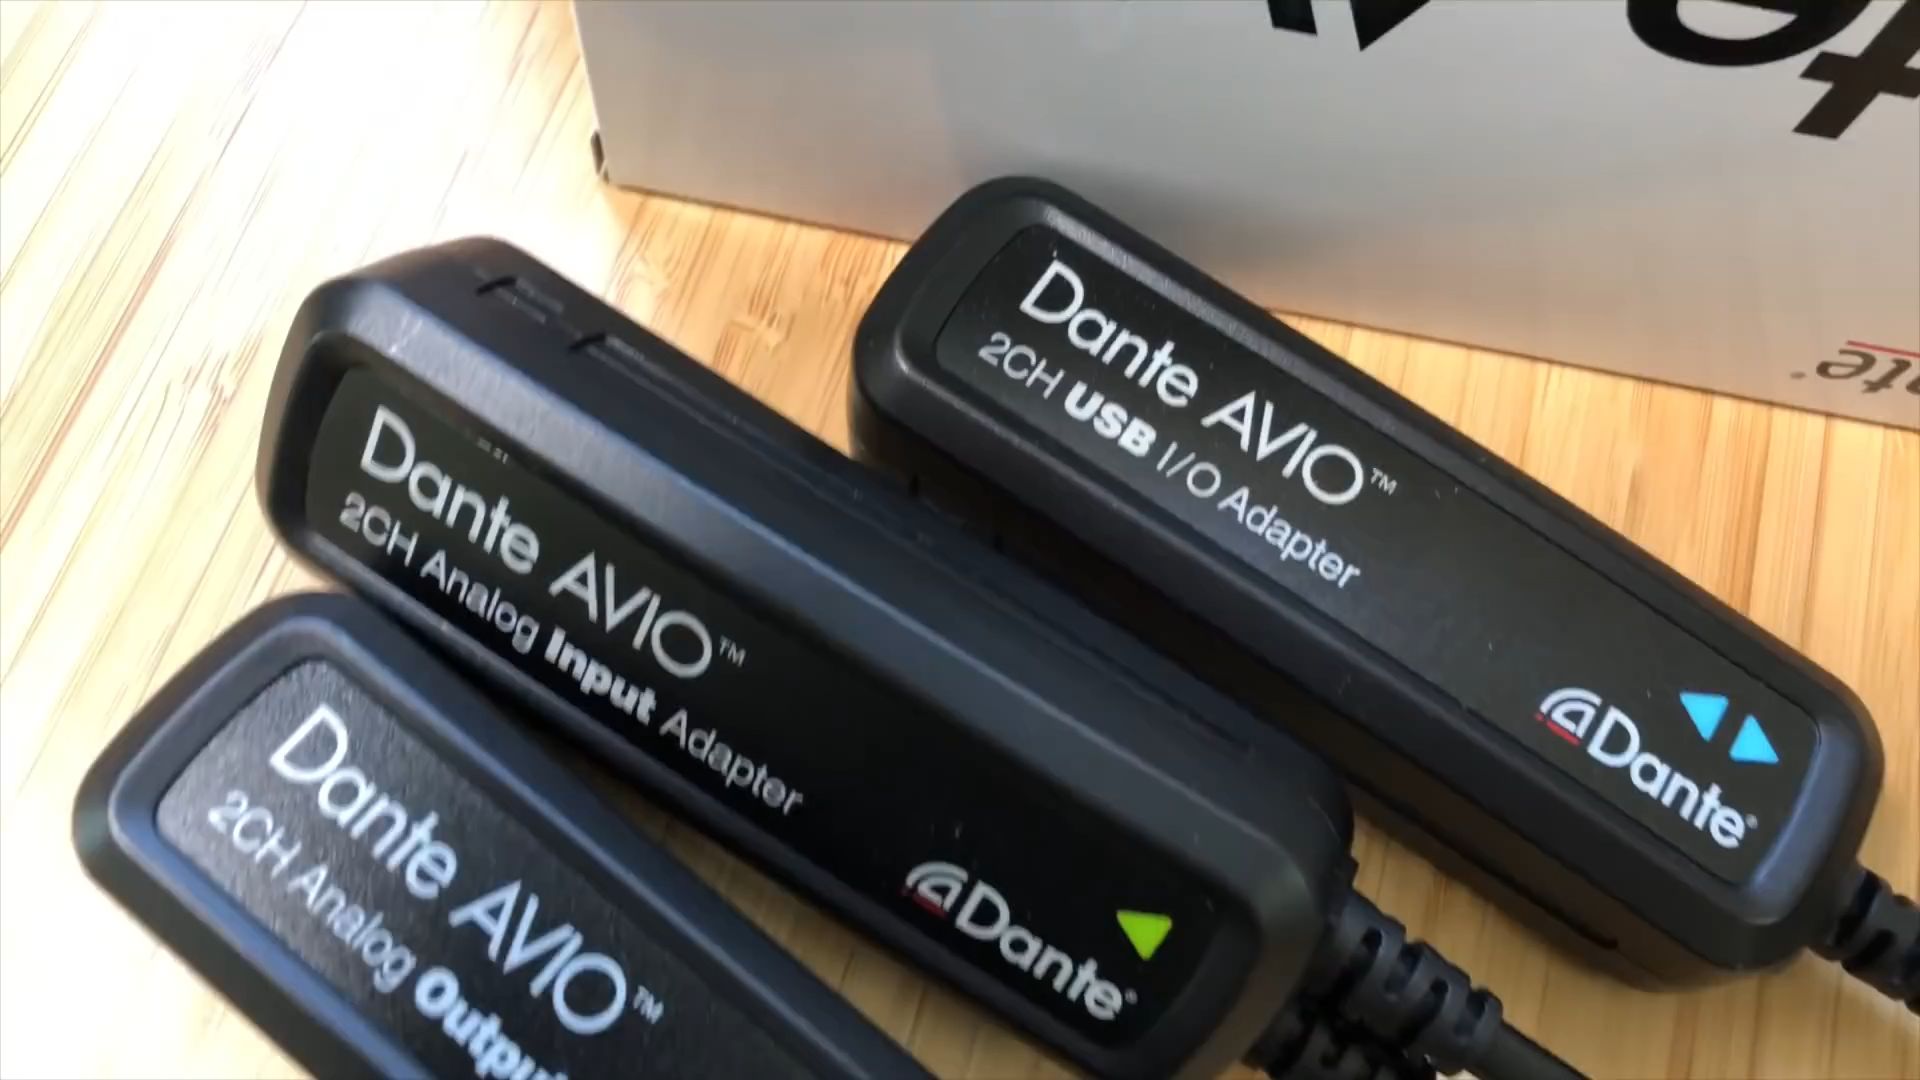 Dante AVIO™
2CH USB I/O Adapter
Dante®
Dante AVIO™
2CH Analog Input Adapter
Dante®
Dante AVIO™
2CH Analog Output